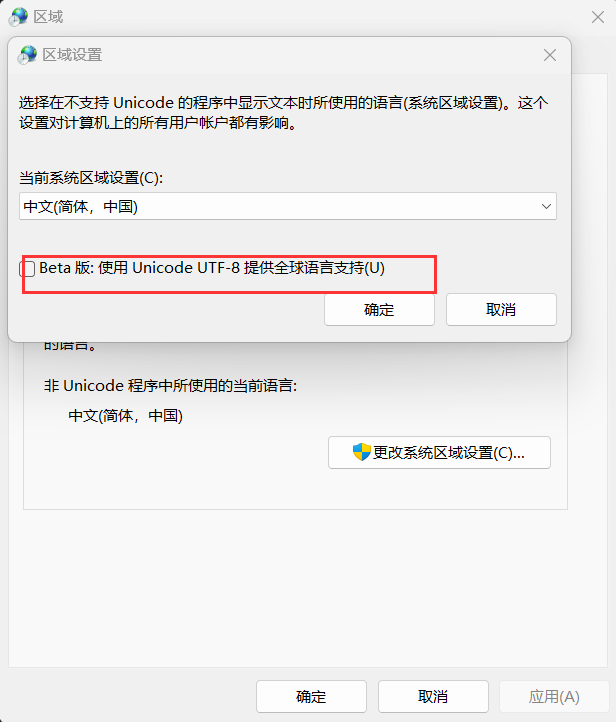 区域
区域设置
选择在不支持 Unicode 的程序中显示文本时所使用的语言(系统区域设置)。这个
设置对计算机上的所有用户帐户都有影响。
当前系统区域设置(C):
中文(简体，中国)
Beta 版: 使用 Unicode UTF-8 提供全球语言支持(U)
确定
取消
的语言。
非 Unicode 程序中所使用的当前语言:
中文(简体，中国)
更改系统区域设置(C)...
确定
取消
应用(A)